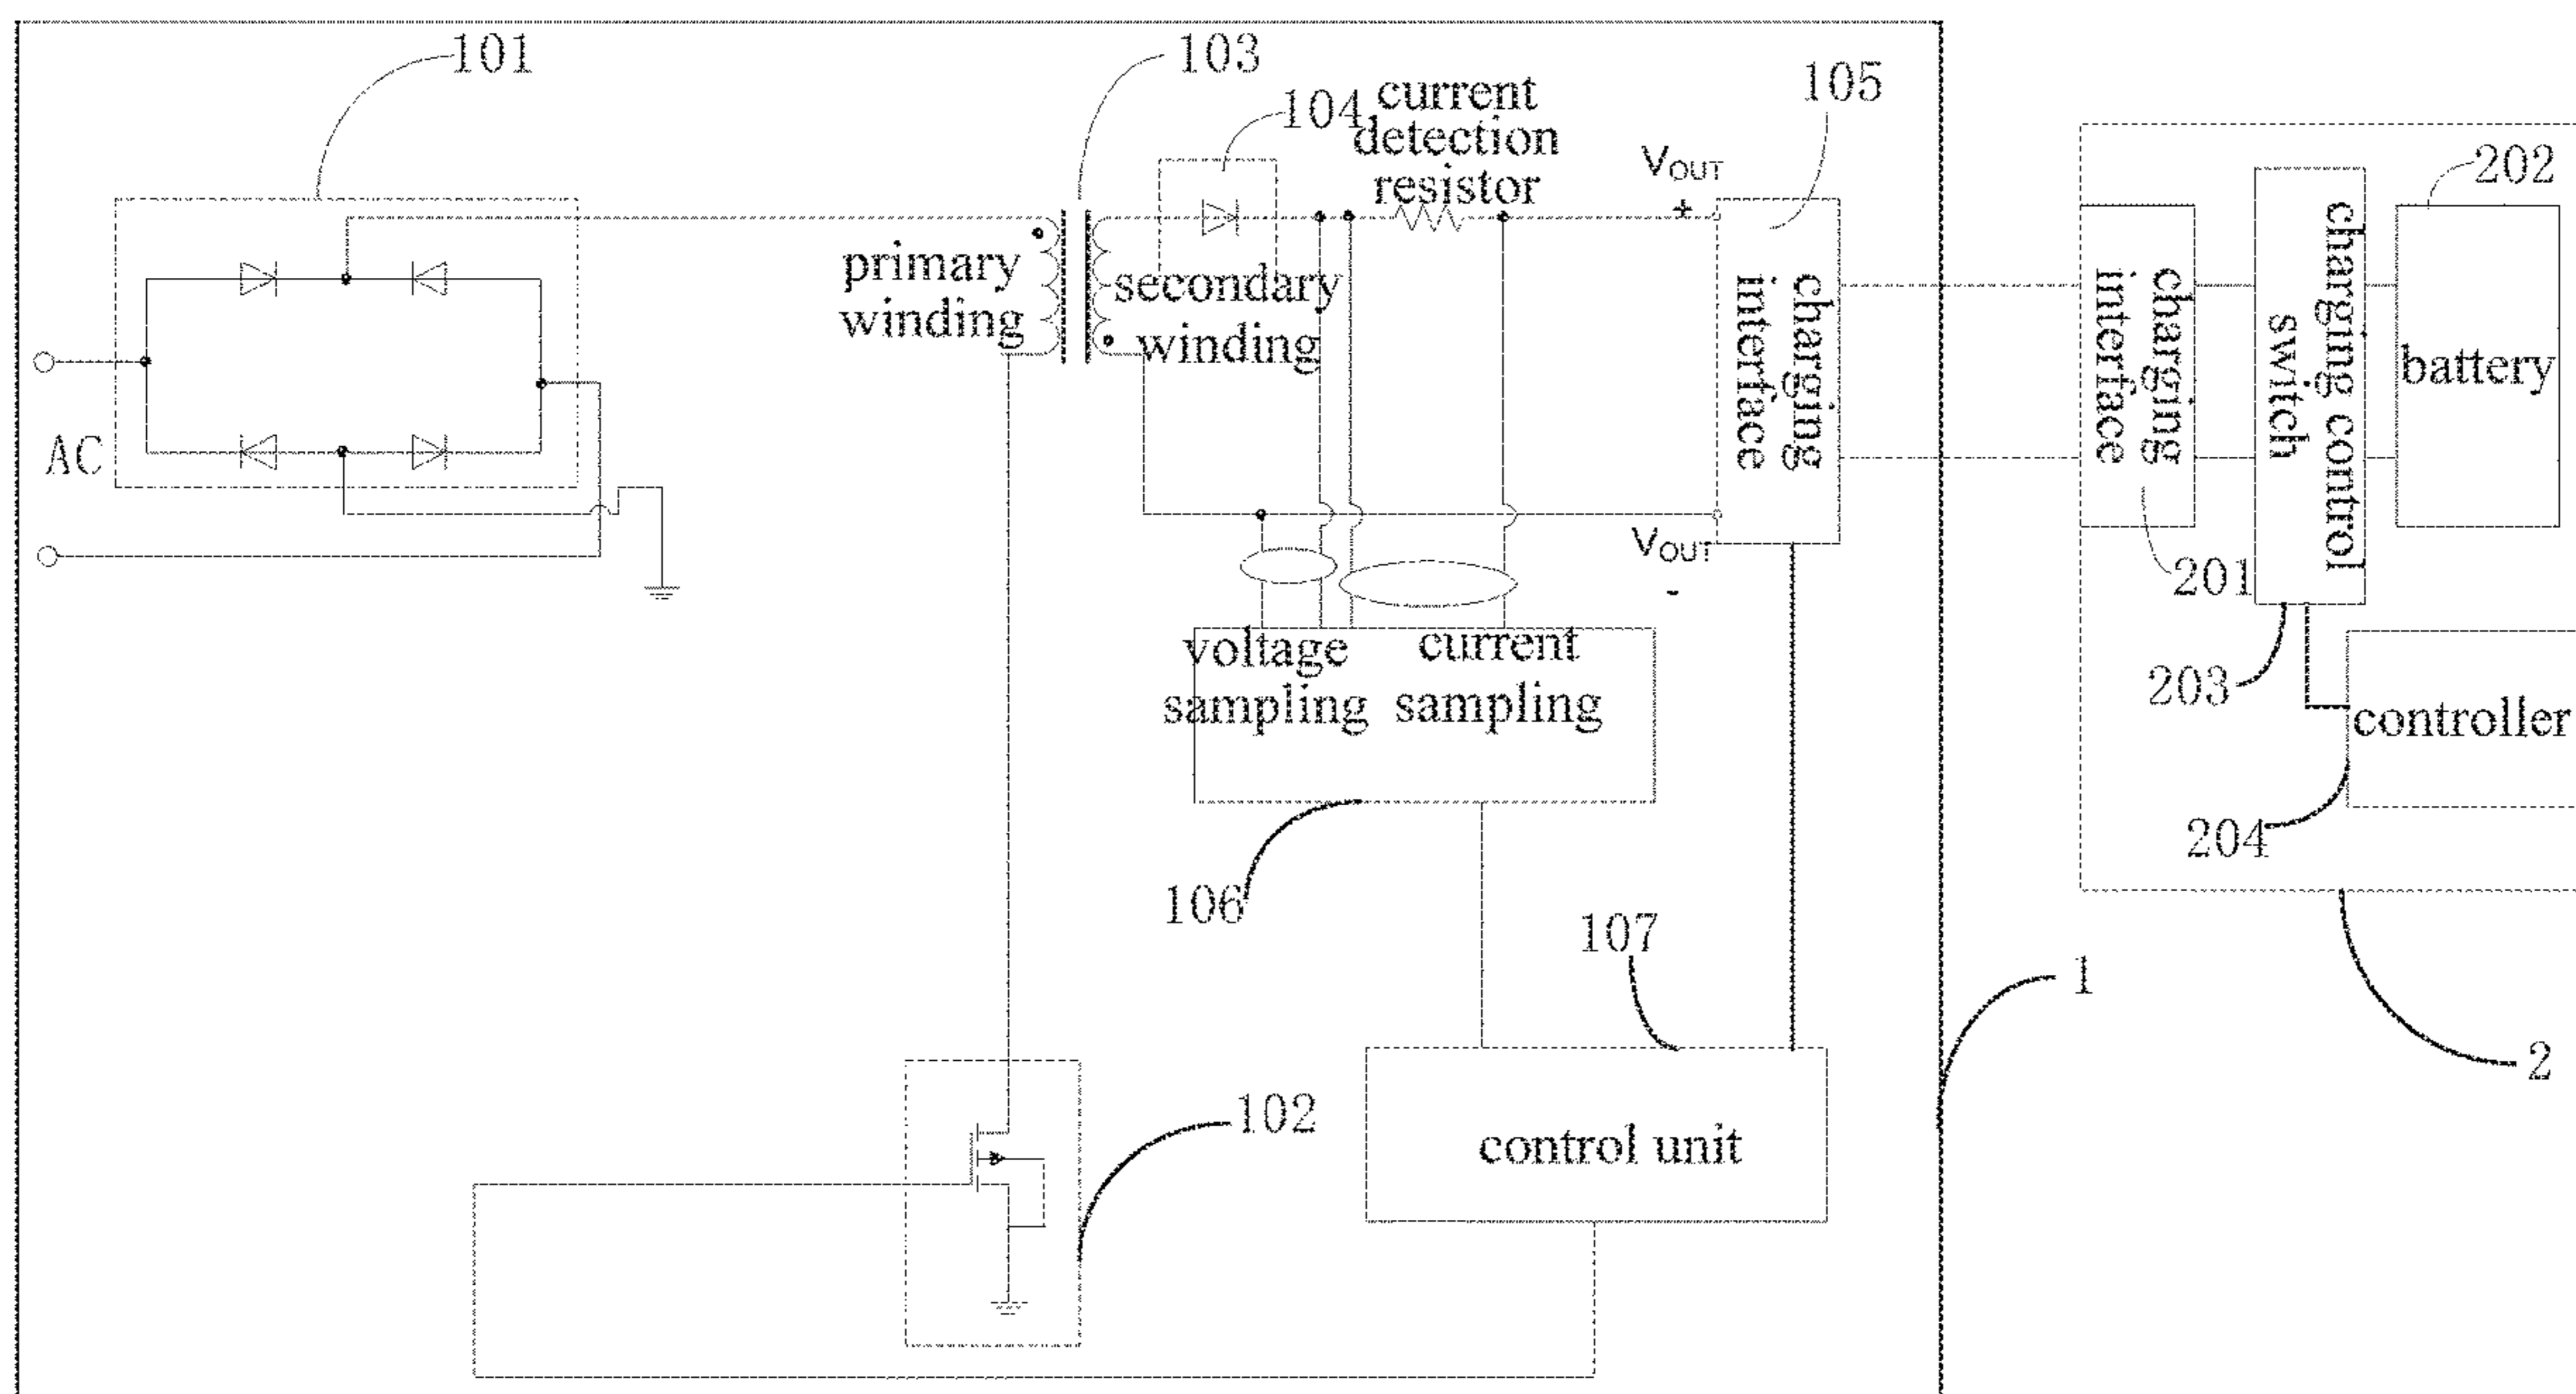 101
103
104
current
detection
resistor
105
VOUT
+
202
primary
winding
secondary
winding
charging
interface
charging
interface
charging control
switch
battery
AC
VOUT
-
201
voltage
sampling
current
sampling
203
controller
204
106
107
1
2
102
control unit